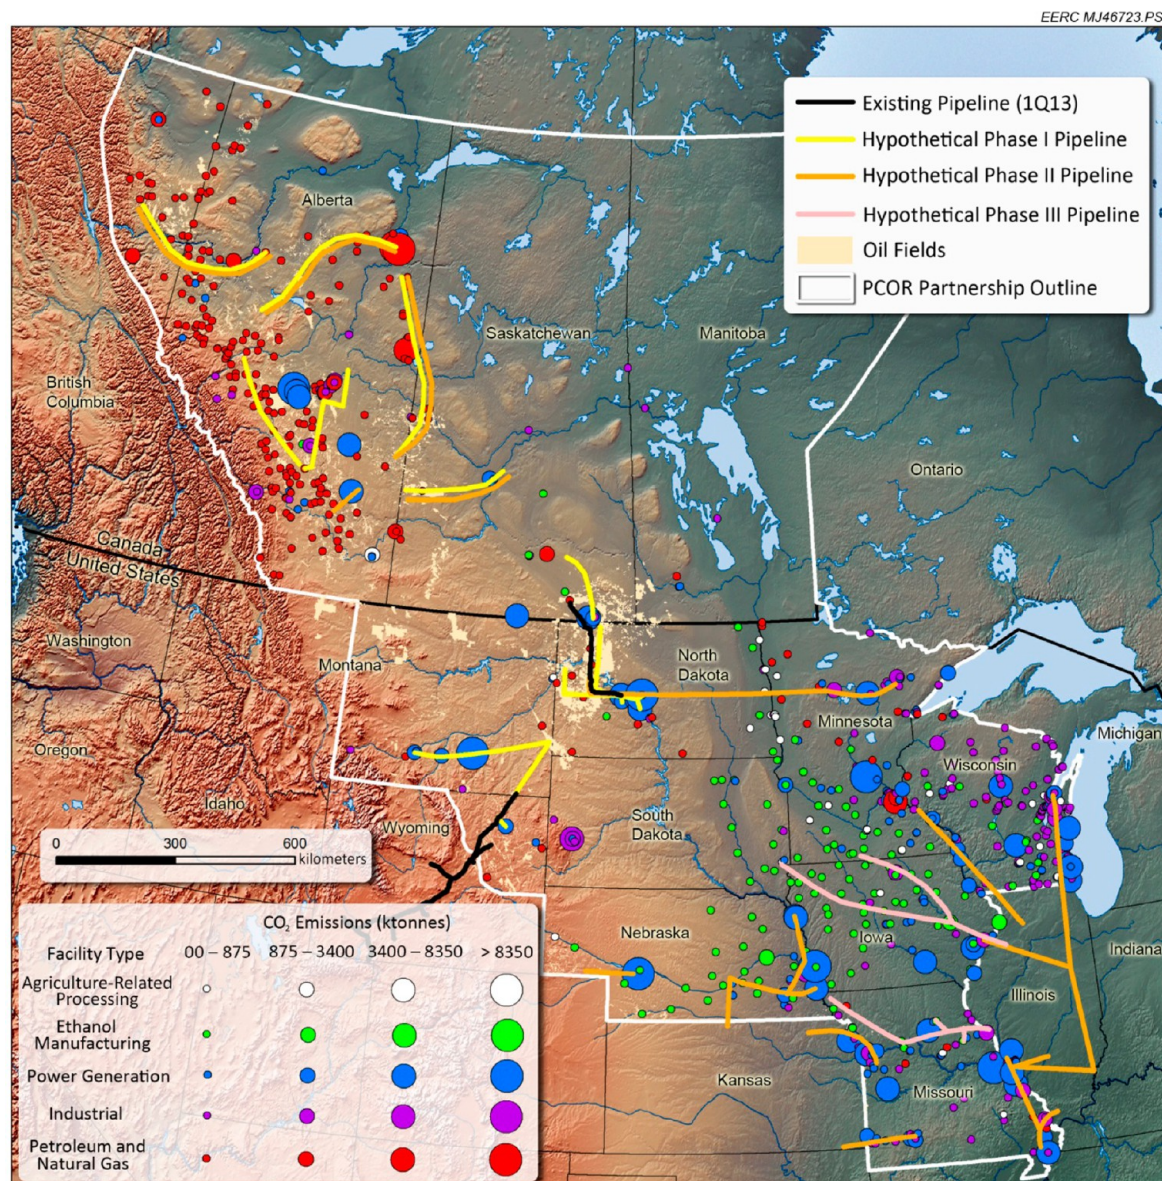 EERC MJ46723.PS
Existing Pipeline (1Q13)
Hypothetical Phase I Pipeline
Hypothetical Phase II Pipeline
Hypothetical Phase III Pipeline
Oil Fields
PCOR Partnership Outline
Alberta
Saskatchewan
Manitoba
British
Columbia
Ontario
Canada
United States
Washington
Montana
North
Dakota
Minnesota
Michigan
Oregon
Wisconsin
Idaho
Wyoming
South
Dakota
0 300 600
kilometers
Nebraska
Iowa
Indiana
Illinois
Kansas
Missouri
CO₂ Emissions (ktonnes)
Facility Type 00 – 875 875 – 3400 3400 – 8350 > 8350
Agriculture-Related
Processing
Ethanol
Manufacturing
Power Generation
Industrial
Petroleum and
Natural Gas